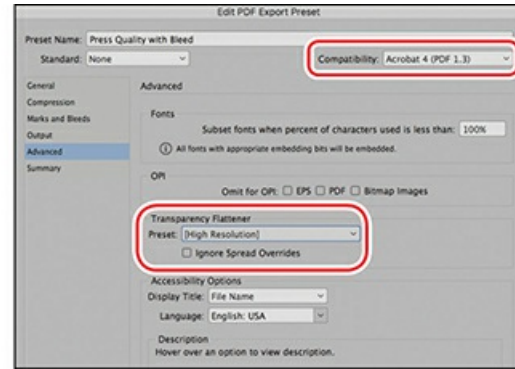 Edit PDF Export Preset
Preset Name: Press Quality with Bleed
Standard: None Compatibility: Acrobat 4 (PDF 1.3)
General
Compression
Marks and Bleeds
Output
Advanced
Summary
Advanced
Fonts
Subset fonts when percent of characters used is less than: 100%
All fonts with appropriate embedding bits will be embedded.
OPI
Omit for OPI: EPS PDF Bitmap Images
Transparency Flattener
Preset: [High Resolution]
Ignore Spread Overrides
Accessibility Options
Display Title: File Name
Language: English: USA
Description
Hover over an option to view description.